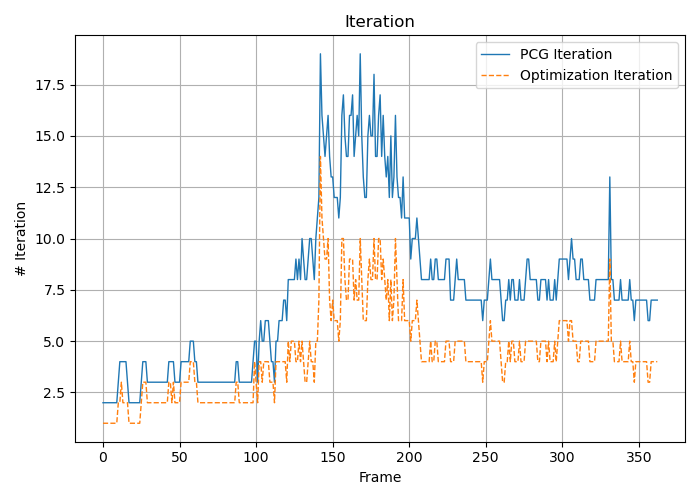 Iteration
PCG Iteration
Optimization Iteration
17.5
15.0
12.5
10.0
7.5
5.0
2.5
# Iteration
0 50 100 150 200 250 300 350
Frame